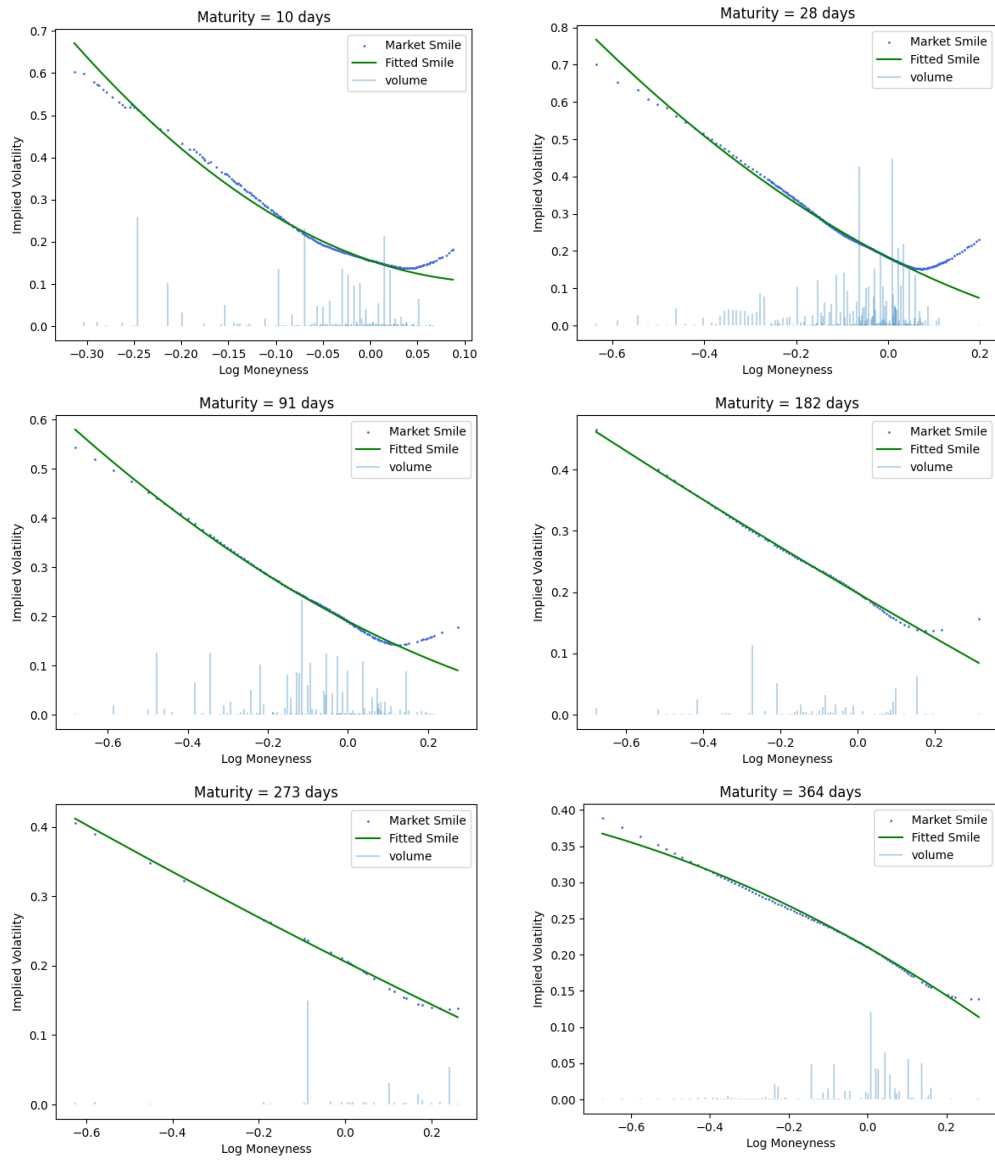 Maturity = 10 days
Implied Volatility
0.7
0.6
0.5
0.4
0.3
0.2
0.1
0.0
Market Smile
Fitted Smile
volume
−0.30 −0.25 −0.20 −0.15 −0.10 −0.05 0.00 0.05 0.10
Log Moneyness
Maturity = 28 days
Implied Volatility
0.8
0.7
0.6
0.5
0.4
0.3
0.2
0.1
0.0
Market Smile
Fitted Smile
volume
−0.6 −0.4 −0.2 0.0 0.2
Log Moneyness
Maturity = 91 days
Implied Volatility
0.6
0.5
0.4
0.3
0.2
0.1
0.0
Market Smile
Fitted Smile
volume
−0.6 −0.4 −0.2 0.0 0.2
Log Moneyness
Maturity = 182 days
Implied Volatility
0.4
0.3
0.2
0.1
0.0
Market Smile
Fitted Smile
volume
−0.6 −0.4 −0.2 0.0 0.2
Log Moneyness
Maturity = 273 days
Implied Volatility
0.4
0.3
0.2
0.1
0.0
Market Smile
Fitted Smile
volume
−0.6 −0.4 −0.2 0.0 0.2
Log Moneyness
Maturity = 364 days
Implied Volatility
0.40
0.35
0.30
0.25
0.20
0.15
0.10
0.05
0.00
Market Smile
Fitted Smile
volume
−0.6 −0.4 −0.2 0.0 0.2
Log Moneyness